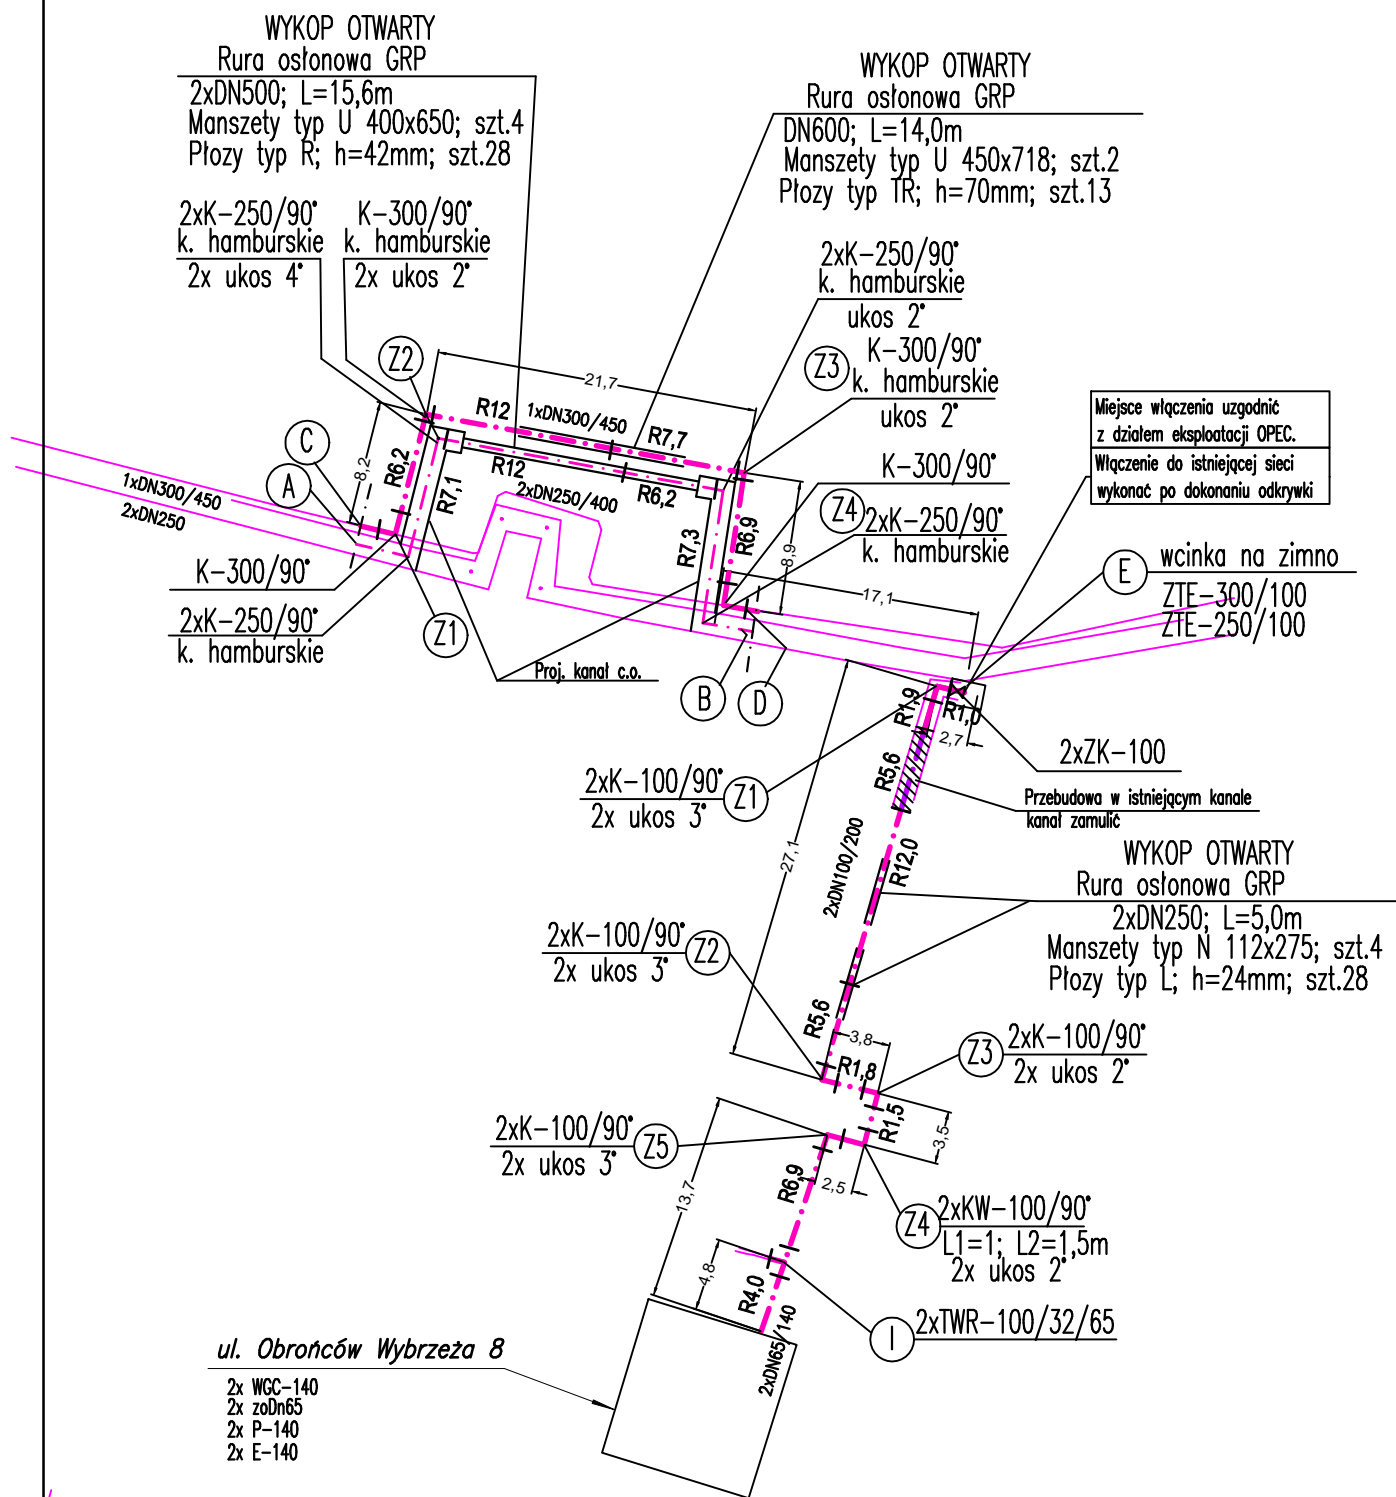 WYKOP OTWARTY
Rura osłonowa GRP
2xDN500; L=15,6m
Manszety typ U 400x650; szt.4
Płozy typ R; h=42mm; szt.28
WYKOP OTWARTY
Rura osłonowa GRP
DN600; L=14,0m
Manszety typ U 450x718; szt.2
Płozy typ TR; h=70mm; szt.13
2xK-250/90°
k. hamburskie
2x ukos 4°
K-300/90°
k. hamburskie
2x ukos 2°
2xK-250/90°
k. hamburskie
ukos 2°
Z2
Z3
K-300/90°
k. hamburskie
ukos 2°
21,7
R12
1xDN300/450
R7,7
R12
2xDN250/400
R6,2
C
A
8,2
R6,2
R7,1
1xDN300/450
2xDN250
K-300/90°
Z4
2xK-250/90°
k. hamburskie
R7,3
R6,9
8,9
17,1
Miejsce włączenia uzgodnić
z działem eksploatacji OPEC.
Włączenie do istniejącej sieci
wykonać po dokonaniu odkrywki
E
wcinka na zimno
ZTE-300/100
ZTE-250/100
K-300/90°
2xK-250/90°
k. hamburskie
Z1
Proj. kanał c.o.
B
D
R1,9
R1,0
2,7
2xZK-100
2xK-100/90°
2x ukos 3°
Z1
R5,6
Przebudowa w istniejącym kanale
kanał zamulić
27,1
2xDN100/200
R12,0
WYKOP OTWARTY
Rura osłonowa GRP
2xDN250; L=5,0m
Manszety typ N 112x275; szt.4
Płozy typ L; h=24mm; szt.28
2xK-100/90°
2x ukos 3°
Z2
R5,6
3,8
R1,8
Z3
2xK-100/90°
2x ukos 2°
R1,5
3,5
2xK-100/90°
2x ukos 3°
Z5
R6,9
2,5
Z4
2xKW-100/90°
L1=1; L2=1,5m
2x ukos 2°
13,7
4,8
R4,0
2xDN65/140
I
2xTWR-100/32/65
ul. Obrońców Wybrzeża 8
2x WGC-140
2x zoDn65
2x P-140
2x E-140